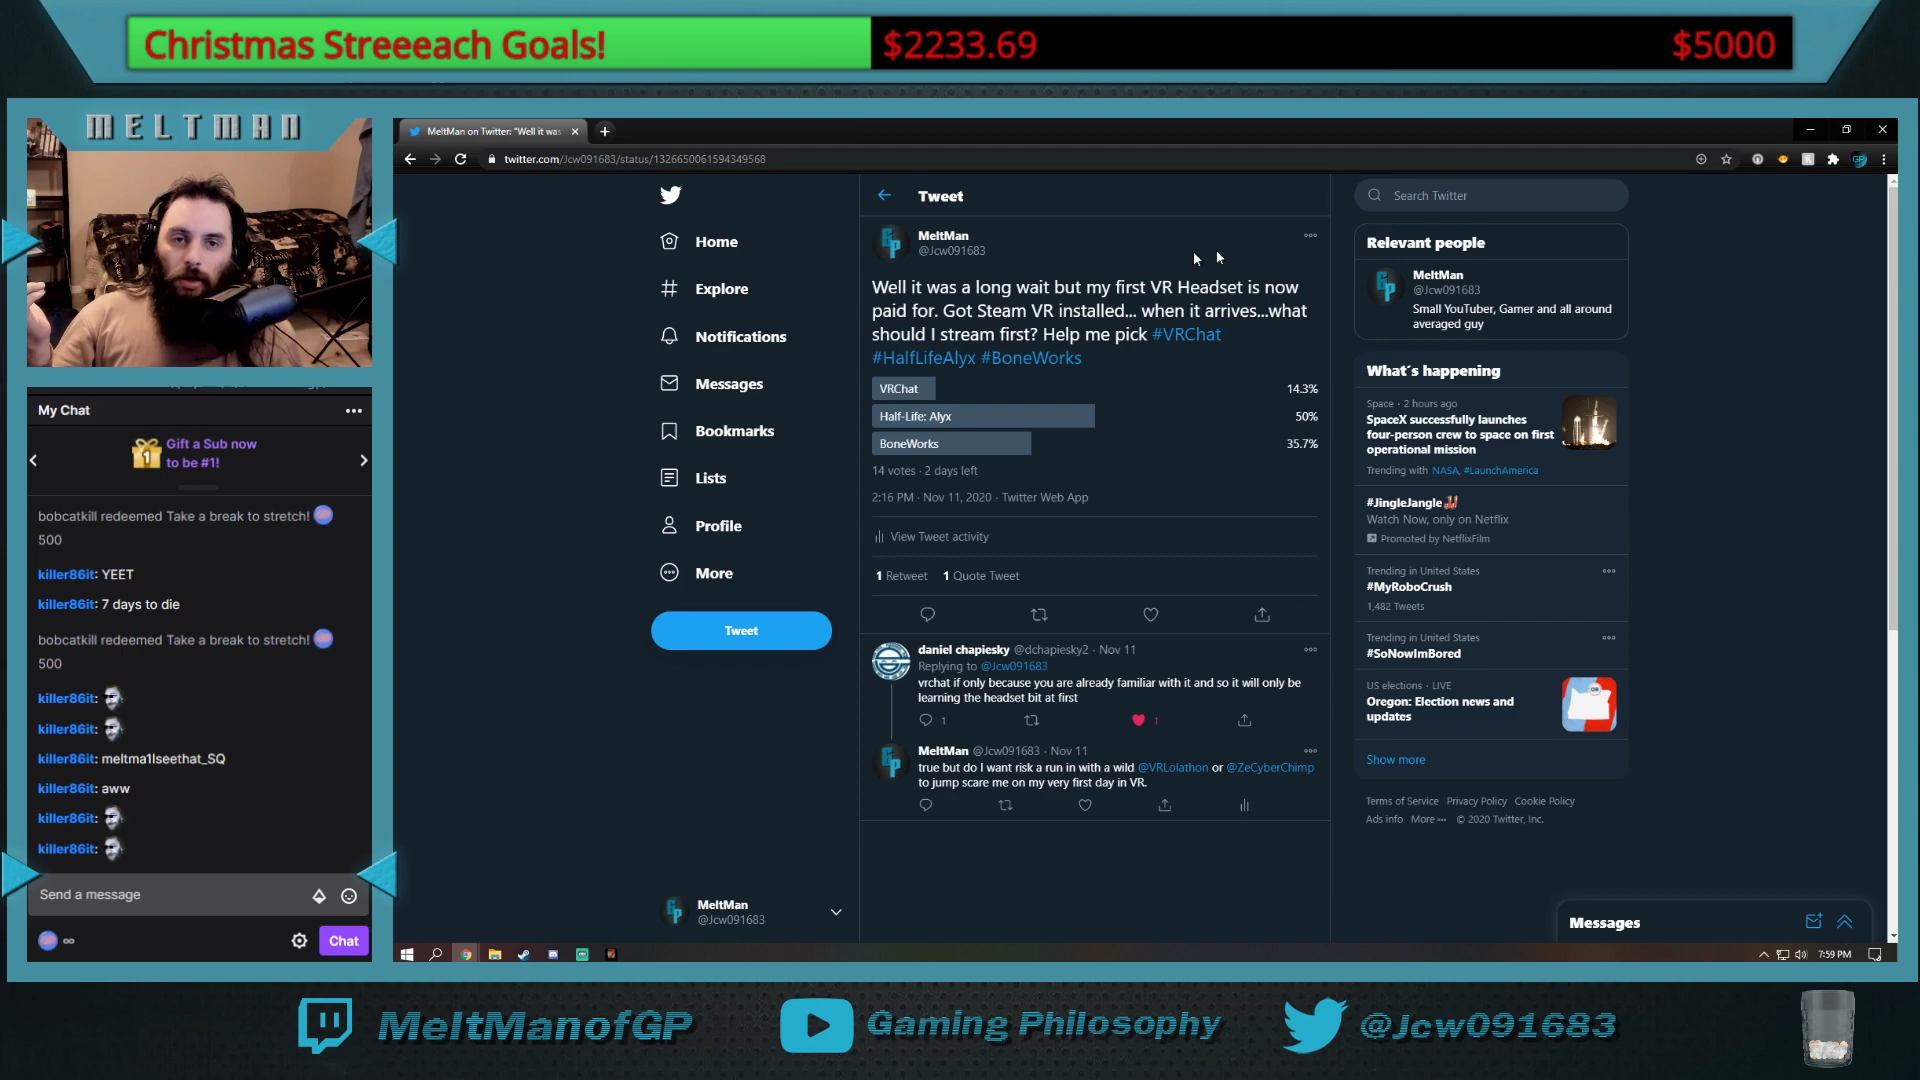 Christmas Streeeach Goals!
$2233.69
$5000
MELTMAN
My Chat
Gift a Sub now
to be #1!
1
bobcatkill redeemed Take a break to stretch!
500
killer86it: YEET
killer86it: 7 days to die
bobcatkill redeemed Take a break to stretch!
500
killer86it:
killer86it:
killer86it: meltma1Iseethat_SQ
killer86it: aww
killer86it:
killer86it:
Send a message
∞
Chat
MeltMan on Twitter: "Well it was
twitter.com/Jcw091683/status/1326650061594349568
Home
Explore
Notifications
Messages
Bookmarks
Lists
Profile
More
Tweet
MeltMan
@Jcw091683
Tweet
MeltMan
@Jcw091683
Well it was a long wait but my first VR Headset is now
paid for. Got Steam VR installed... when it arrives...what
should I stream first? Help me pick #VRChat
#HalfLifeAlyx #BoneWorks
VRChat 14.3%
Half-Life: Alyx 50%
BoneWorks 35.7%
14 votes · 2 days left
2:16 PM · Nov 11, 2020 · Twitter Web App
View Tweet activity
1 Retweet 1 Quote Tweet
daniel chapiesky @dchapiesky2 · Nov 11
Replying to @Jcw091683
vrchat if only because you are already familiar with it and so it will only be
learning the headset bit at first
1 1
MeltMan @Jcw091683 · Nov 11
true but do I want risk a run in with a wild @VRLolathon or @ZeCyberChimp
to jump scare me on my very first day in VR.
Search Twitter
Relevant people
MeltMan
@Jcw091683
Small YouTuber, Gamer and all around
averaged guy
What's happening
Space · 2 hours ago
SpaceX successfully launches
four-person crew to space on first
operational mission
Trending with NASA, #LaunchAmerica
#JingleJangle
Watch Now, only on Netflix
Promoted by NetflixFilm
Trending in United States
#MyRoboCrush
1,482 Tweets
Trending in United States
#SoNowImBored
US elections · LIVE
Oregon: Election news and
updates
Show more
Terms of Service Privacy Policy Cookie Policy
Ads info More © 2020 Twitter, Inc.
Messages
7:59 PM
MeltManofGP
Gaming Philosophy
@Jcw091683